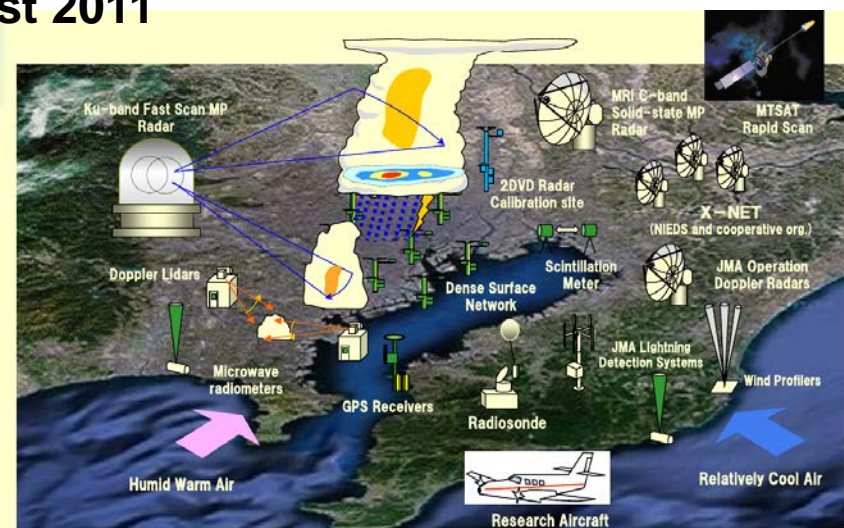 st 2011
Ku-band Fast Scan MP
Radar
MRI C-band
Solid-state MP
Radar
MTSAT
Rapid Scan
2DVD Radar
Calibration site
X-NET
(NIEDS and cooperative org.)
Doppler Lidars
Scintillation
Meter
JMA Operation
Doppler Radars
Dense Surface
Network
Microwave
radiometers
GPS Receivers
Radiosonde
JMA Lightning
Detection Systems
Wind Profilers
Humid Warm Air
Relatively Cool Air
Research Aircraft